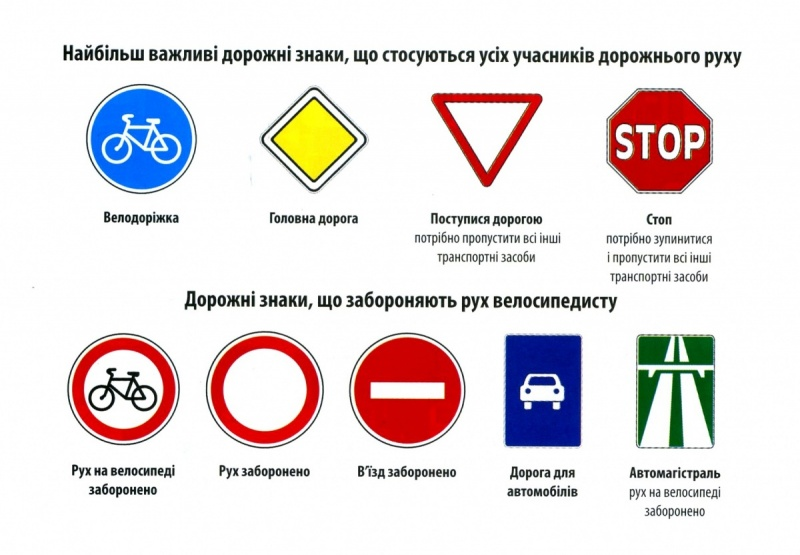 Найбільш важливі дорожні знаки, що стосуються усіх учасників дорожнього руху
STOP
Велодоріжка
Головна дорога
Поступися дорогою
потрібно пропустити всі інші
транспортні засоби
Стоп
потрібно зупинитися
і пропустити всі інші
транспортні засоби
Дорожні знаки, що забороняють рух велосипедисту
Рух на велосипеді
заборонено
Рух заборонено
В'їзд заборонено
Дорога для
автомобілів
Автомагістраль
рух на велосипеді
заборонено